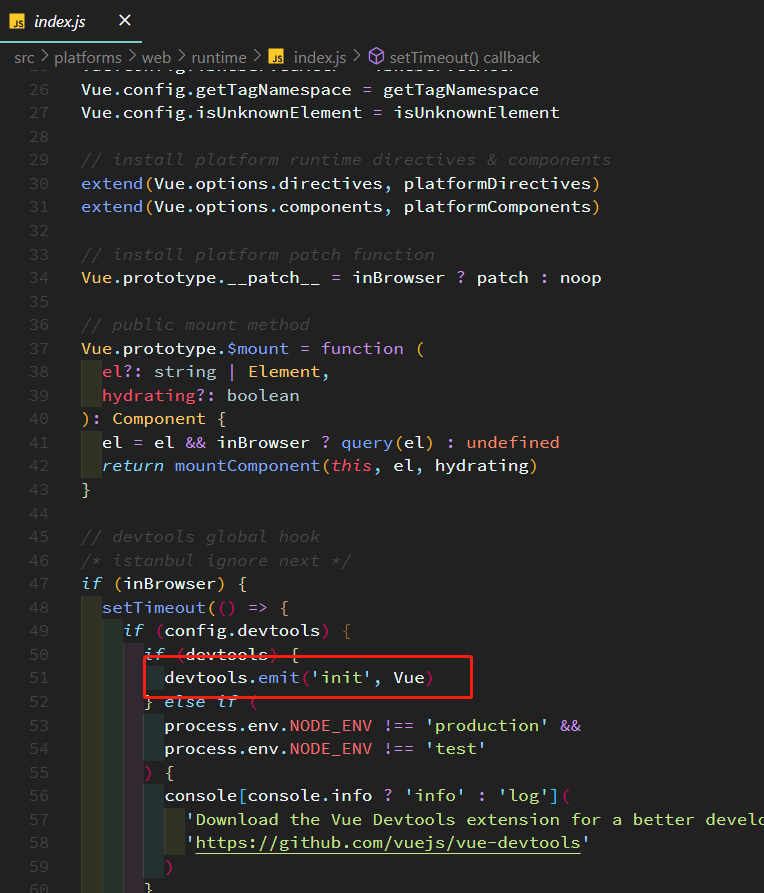 JS index.js ×
src > platforms > web > runtime > JS index.js > setTimeout() callback
26 Vue.config.getTagNamespace = getTagNamespace
27 Vue.config.isUnknownElement = isUnknownElement
28
29 // install platform runtime directives & components
30 extend(Vue.options.directives, platformDirectives)
31 extend(Vue.options.components, platformComponents)
32
33 // install platform patch function
34 Vue.prototype.__patch__ = inBrowser ? patch : noop
35
36 // public mount method
37 Vue.prototype.$mount = function (
38 el?: string | Element,
39 hydrating?: boolean
40 ): Component {
41 el = el && inBrowser ? query(el) : undefined
42 return mountComponent(this, el, hydrating)
43 }
44
45 // devtools global hook
46 /* istanbul ignore next */
47 if (inBrowser) {
48 setTimeout(() => {
49 if (config.devtools) {
50 if (devtools) {
51 devtools.emit('init', Vue)
52 } else if (
53 process.env.NODE_ENV !== 'production' &&
54 process.env.NODE_ENV !== 'test'
55 ) {
56 console[console.info ? 'info' : 'log'](
57 'Download the Vue Devtools extension for a better develo
58 'https://github.com/vuejs/vue-devtools'
59 )
60 }